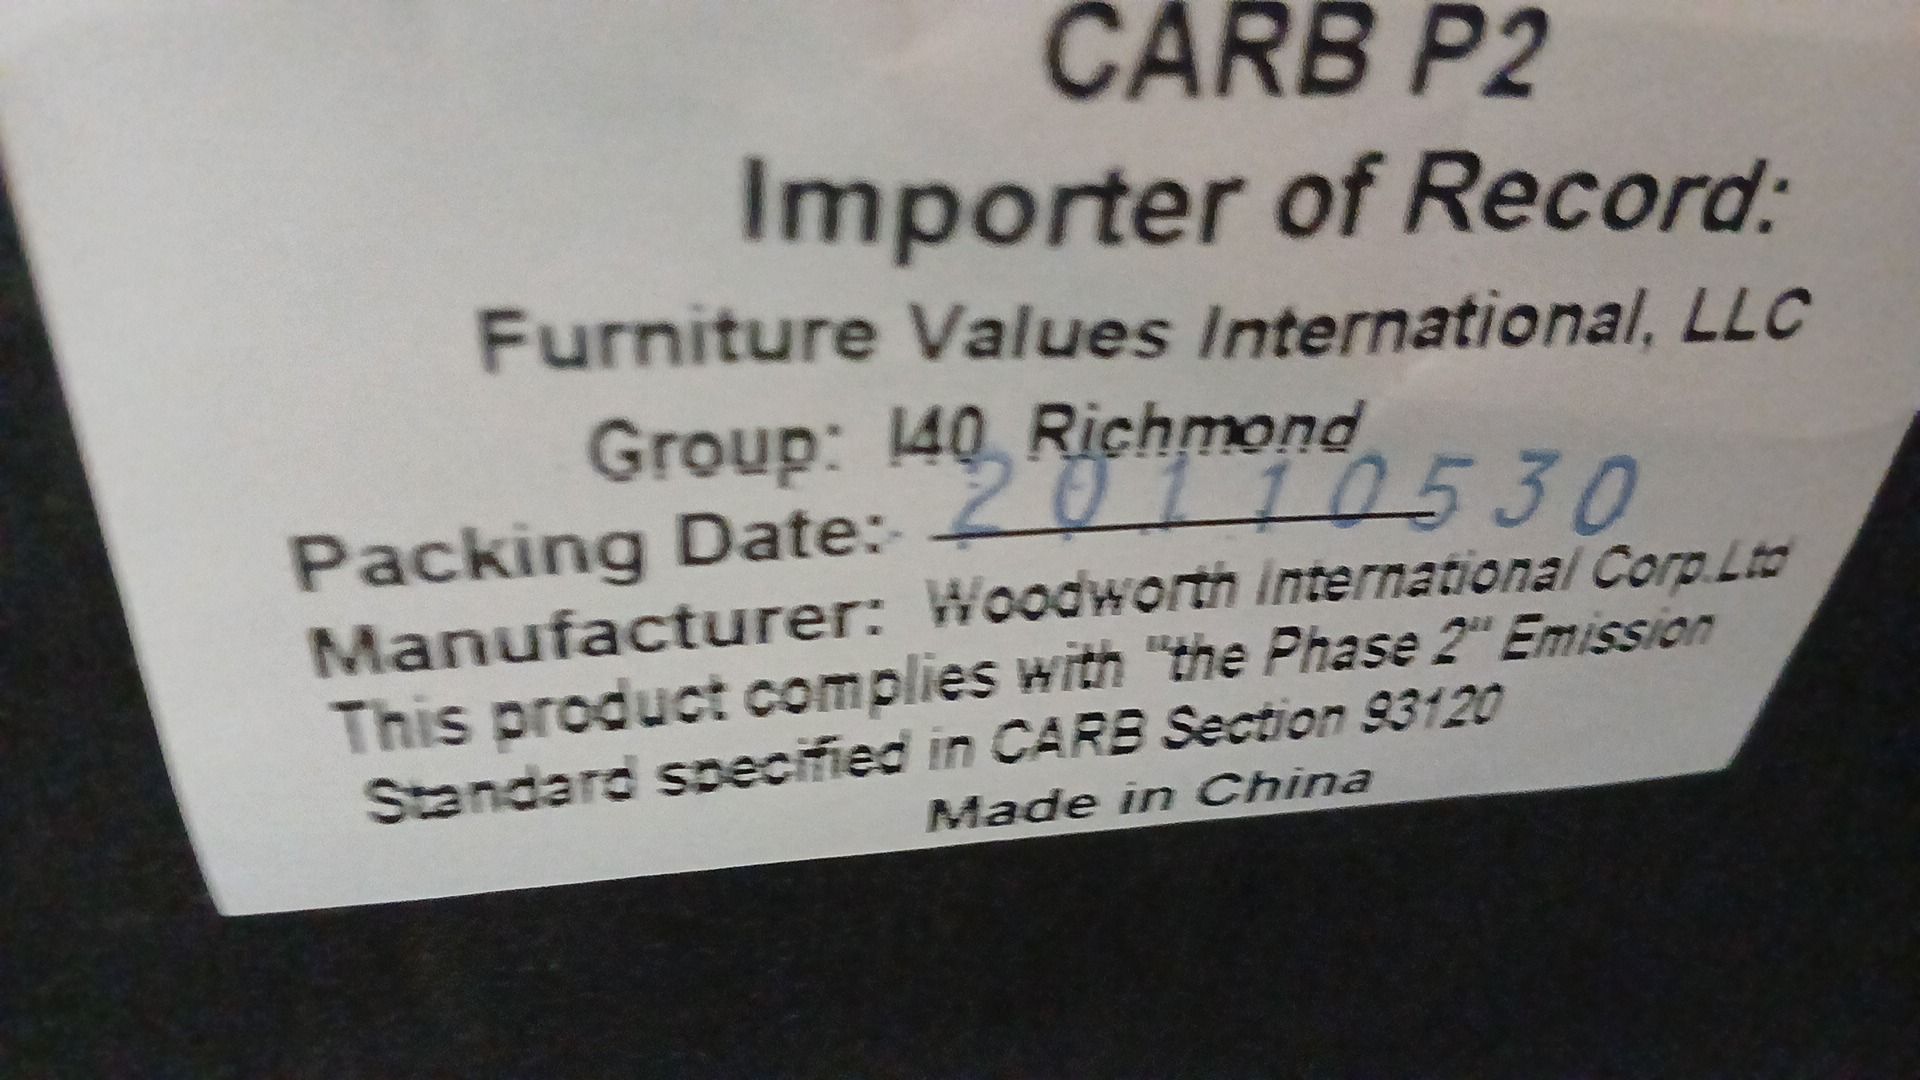 CARB P2
Importer of Record:
Furniture Values International, LLC
Group: I40 Richmond
Packing Date: 20110530
Manufacturer: Woodworth International Corp.Ltd
This product complies with "the Phase 2" Emission
Standard specified in CARB Section 93120
Made in China